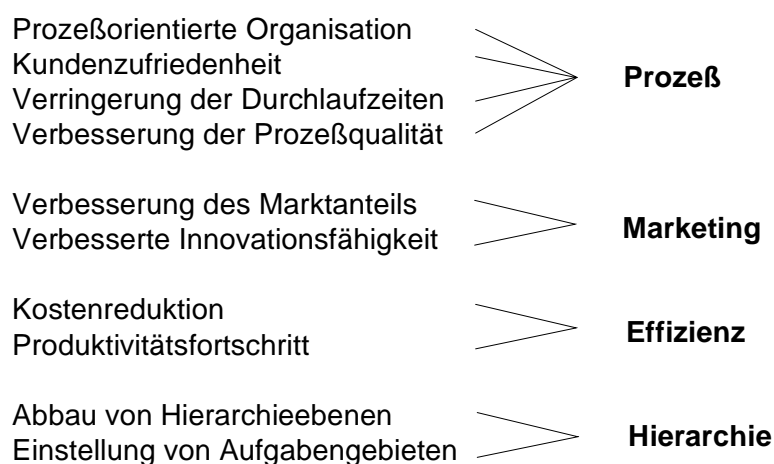 Prozeßorientierte Organisation
Kundenzufriedenheit
Verringerung der Durchlaufzeiten
Verbesserung der Prozeßqualität
Prozeß
Verbesserung des Marktanteils
Verbesserte Innovationsfähigkeit
Marketing
Kostenreduktion
Produktivitätsfortschritt
Effizienz
Abbau von Hierarchieebenen
Einstellung von Aufgabengebieten
Hierarchie